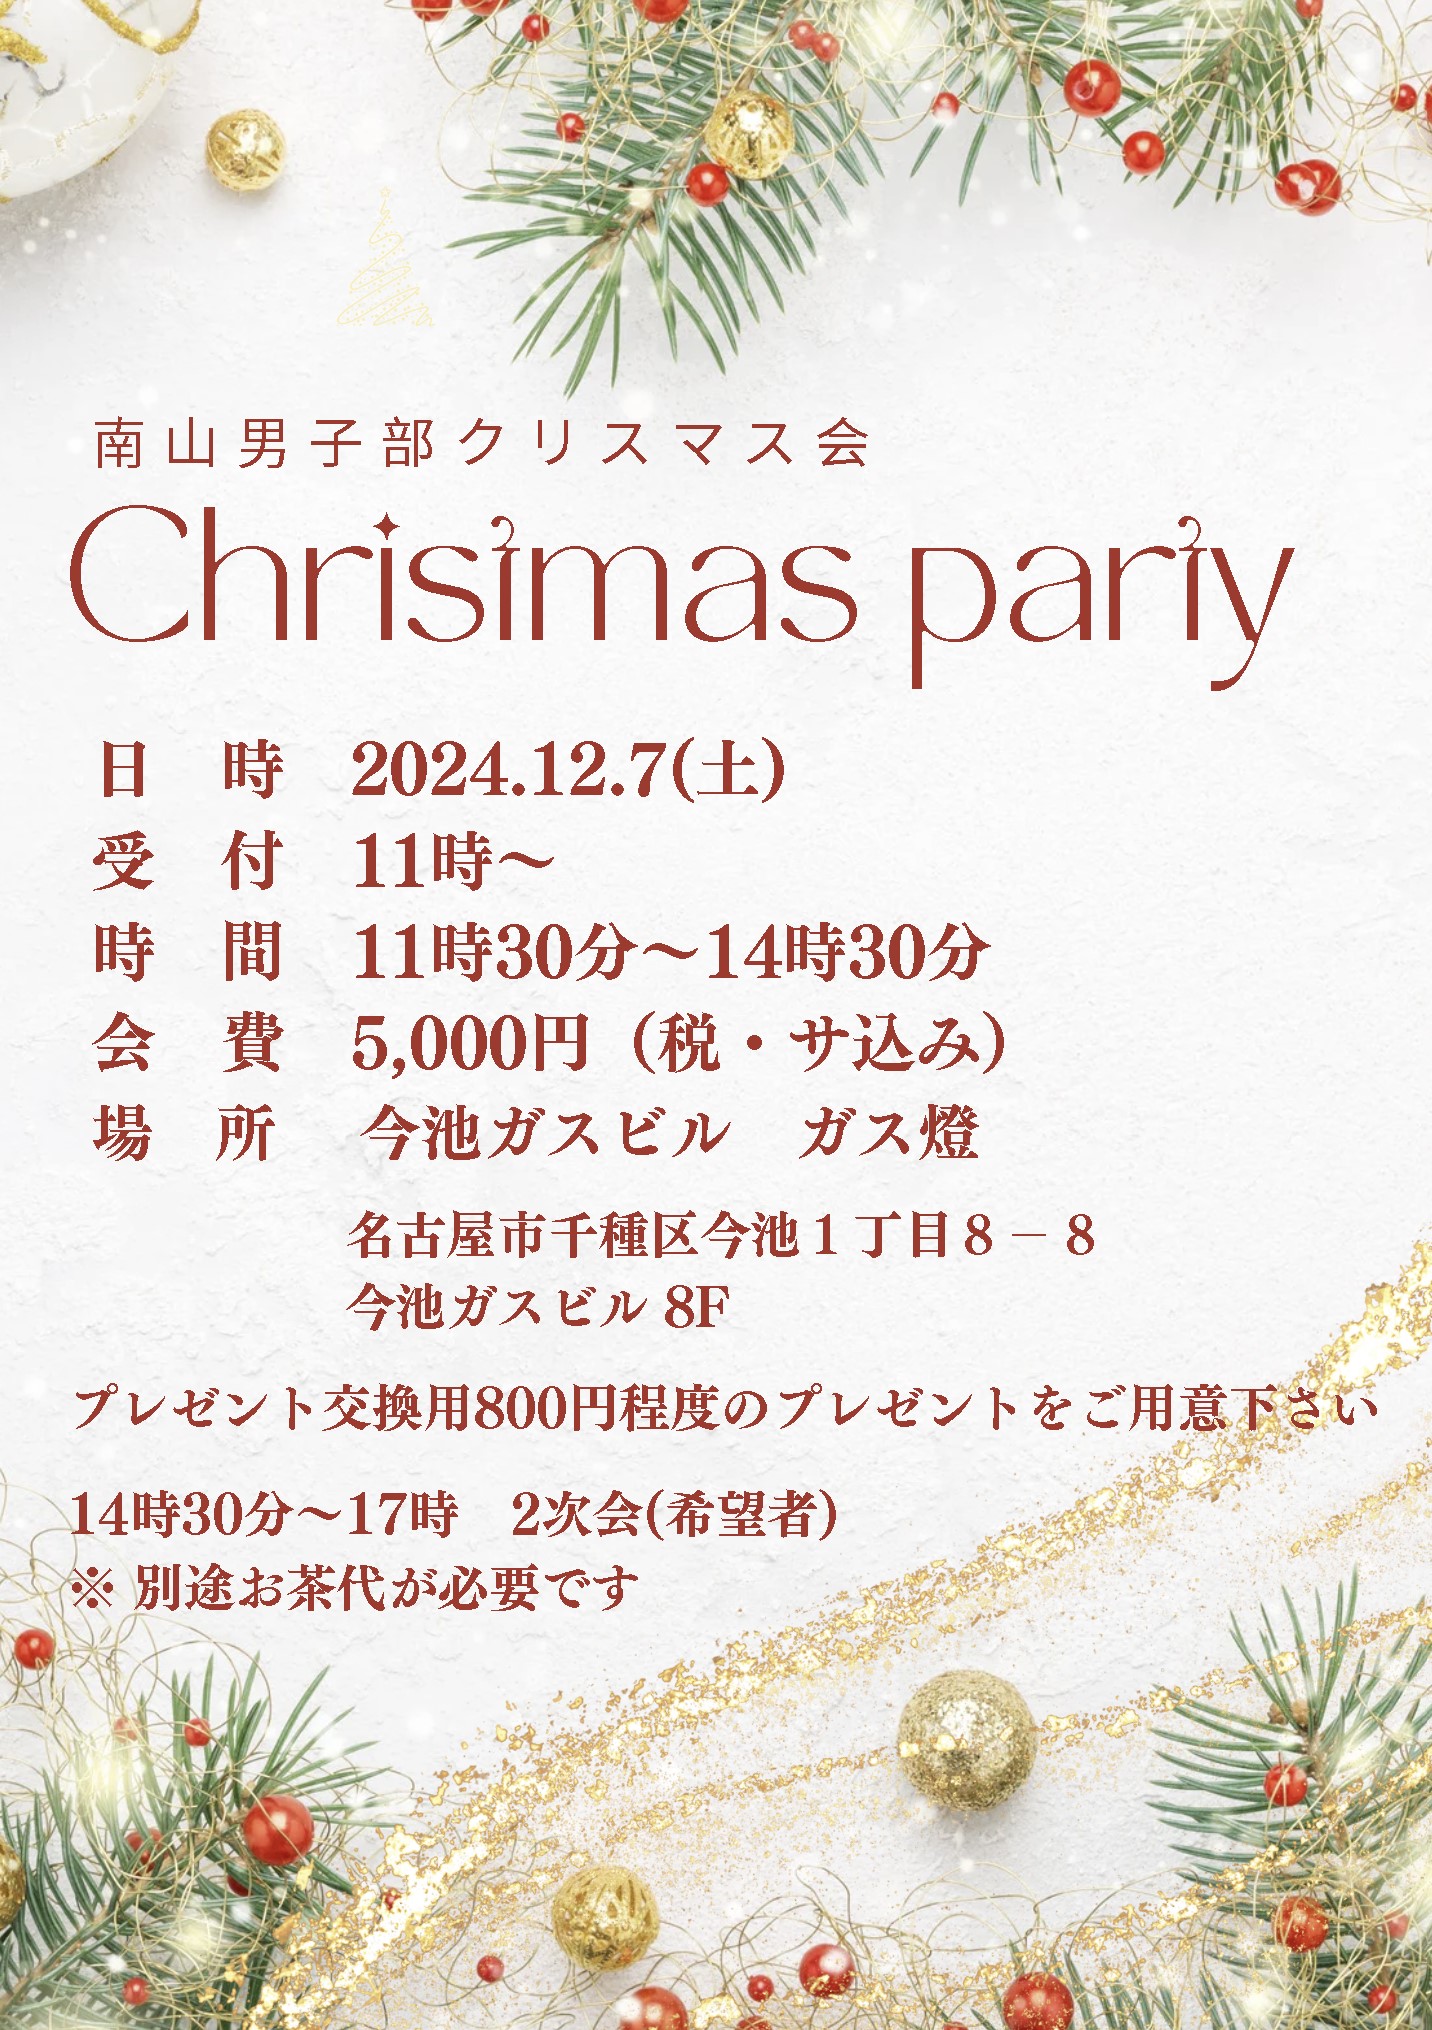 南山男子部クリスマス会
Christmas party
日　時　2024.12.7(土)
受　付　11時～
時　間　11時30分～14時30分
会　費　5,000円（税・サ込み）
場　所　今池ガスビル　ガス燈
名古屋市千種区今池１丁目８－８
今池ガスビル 8F
プレゼント交換用800円程度のプレゼントをご用意下さい
14時30分～17時　2次会(希望者)
※ 別途お茶代が必要です